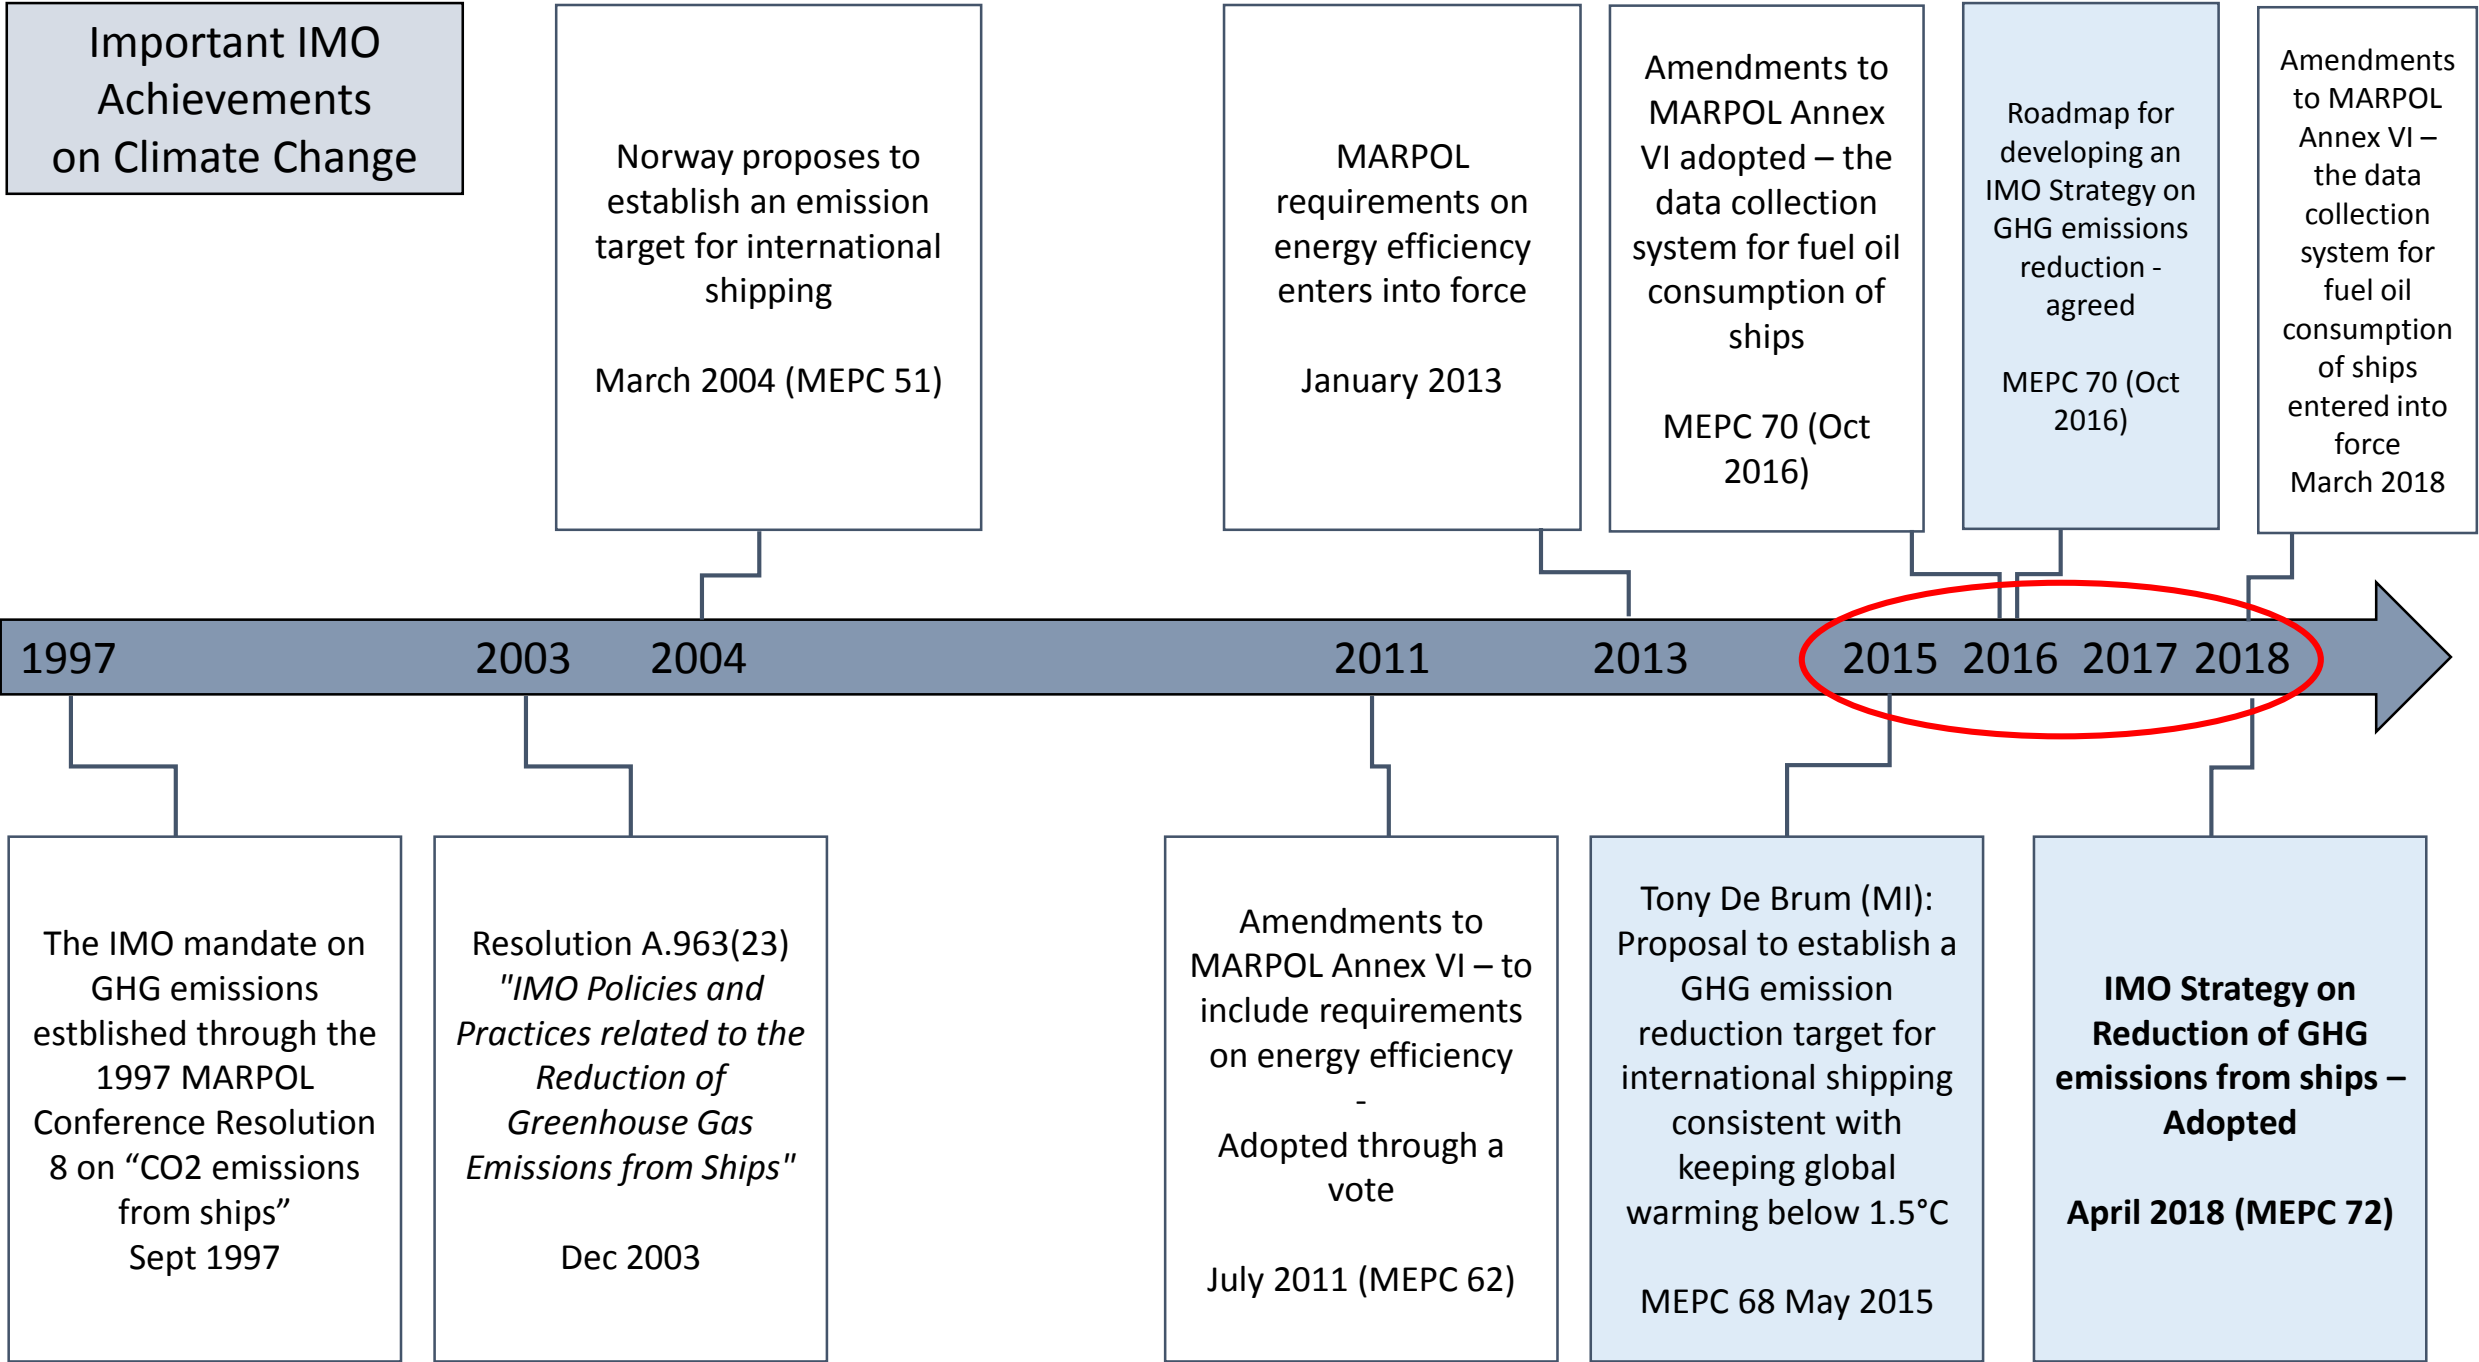 Important IMO
Achievements
on Climate Change
Norway proposes to
establish an emission
target for international
shipping
March 2004 (MEPC 51)
MARPOL
requirements on
energy efficiency
enters into force
January 2013
Amendments to
MARPOL Annex
VI adopted – the
data collection
system for fuel oil
consumption of
ships
MEPC 70 (Oct
2016)
Roadmap for
developing an
IMO Strategy on
GHG emissions
reduction -
agreed
MEPC 70 (Oct
2016)
Amendments
to MARPOL
Annex VI –
the data
collection
system for
fuel oil
consumption
of ships
entered into
force
March 2018
1997 2003 2004 2011 2013 2015 2016 2017 2018
The IMO mandate on
GHG emissions
estblished through the
1997 MARPOL
Conference Resolution
8 on “CO2 emissions
from ships”
Sept 1997
Resolution A.963(23)
"IMO Policies and
Practices related to the
Reduction of
Greenhouse Gas
Emissions from Ships"
Dec 2003
Amendments to
MARPOL Annex VI – to
include requirements
on energy efficiency
-
Adopted through a
vote
July 2011 (MEPC 62)
Tony De Brum (MI):
Proposal to establish a
GHG emission
reduction target for
international shipping
consistent with
keeping global
warming below 1.5°C
MEPC 68 May 2015
IMO Strategy on
Reduction of GHG
emissions from ships –
Adopted
April 2018 (MEPC 72)